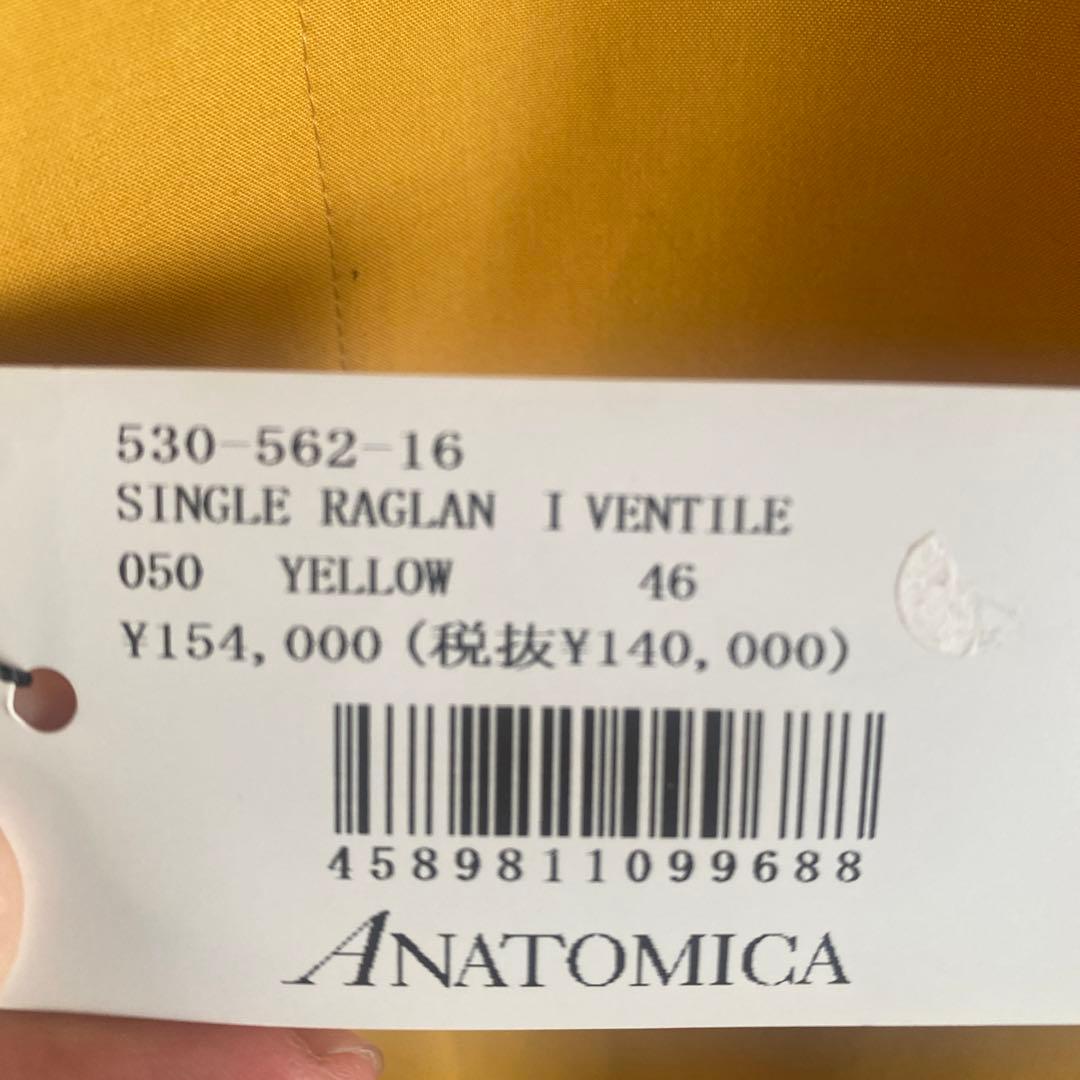 530-562-16
SINGLE RAGLAN I VENTILE
050 YELLOW 46
¥154,000(税抜¥140,000)
4589811099688
ANATOMICA